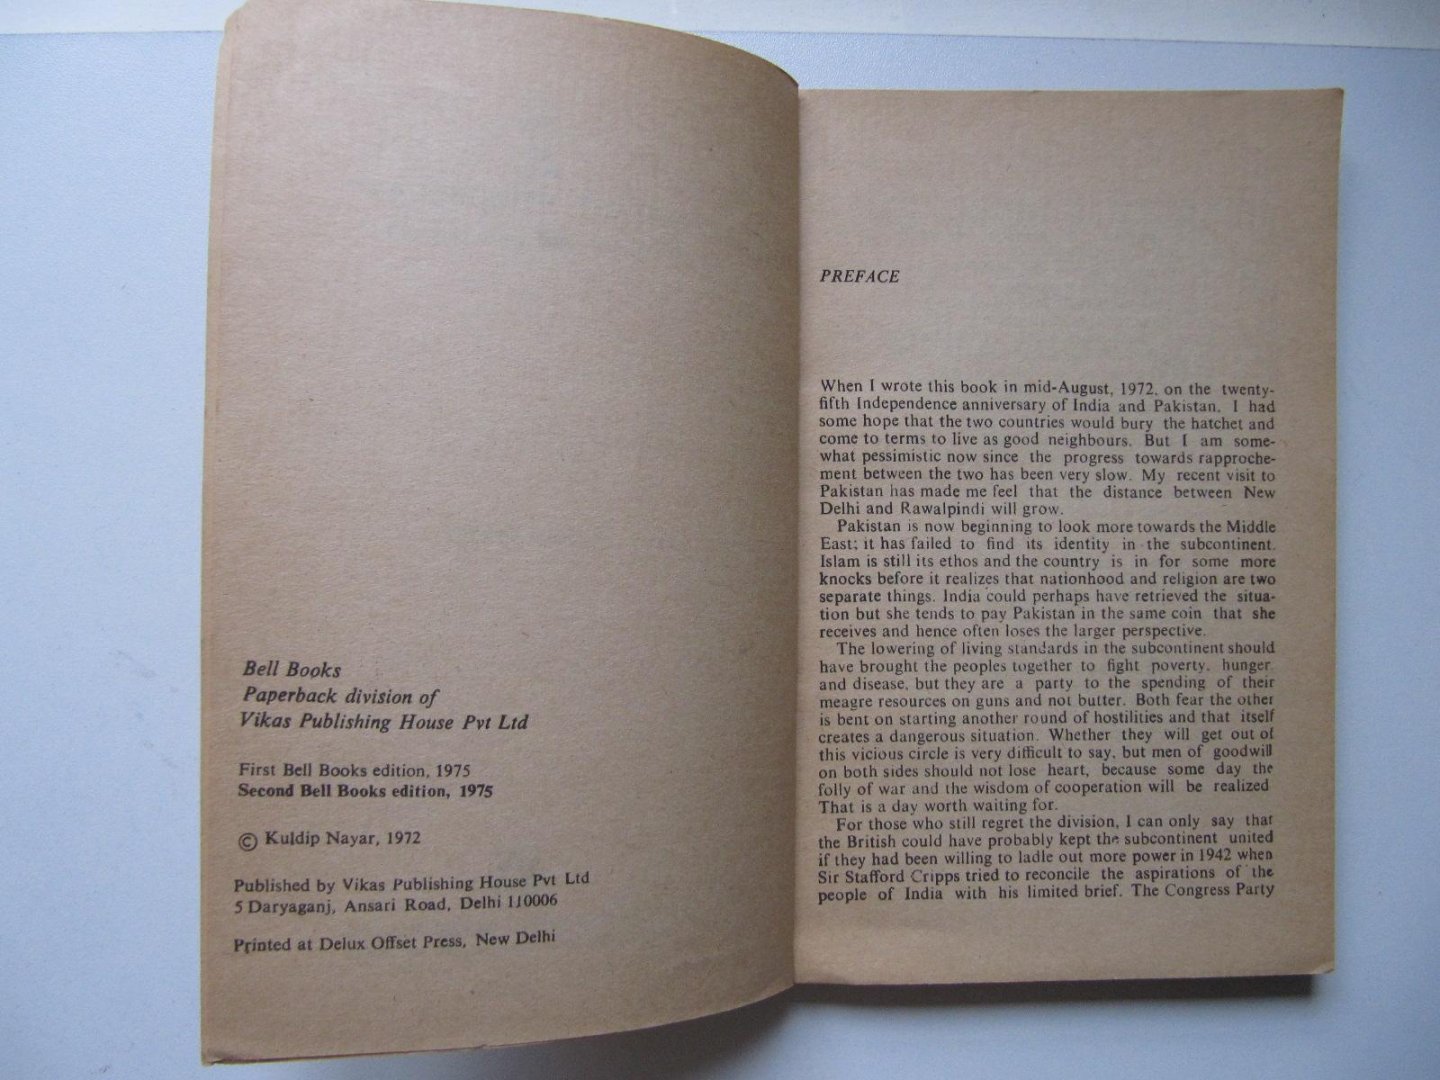 Bell Books
Paperback division of
Vikas Publishing House Pvt Ltd
First Bell Books edition, 1975
Second Bell Books edition, 1975
© Kuldip Nayar, 1972
Published by Vikas Publishing House Pvt Ltd
5 Daryaganj, Ansari Road, Delhi 110006
Printed at Delux Offset Press, New Delhi
PREFACE
When I wrote this book in mid-August, 1972, on the twenty-
fifth Independence anniversary of India and Pakistan, I had
some hope that the two countries would bury the hatchet and
come to terms to live as good neighbours. But I am some-
what pessimistic now since the progress towards rapproche-
ment between the two has been very slow. My recent visit to
Pakistan has made me feel that the distance between New
Delhi and Rawalpindi will grow.
Pakistan is now beginning to look more towards the Middle
East; it has failed to find its identity in the subcontinent.
Islam is still its ethos and the country is in for some more
knocks before it realizes that nationhood and religion are two
separate things. India could perhaps have retrieved the situa-
tion but she tends to pay Pakistan in the same coin that she
receives and hence often loses the larger perspective.
The lowering of living standards in the subcontinent should
have brought the peoples together to fight poverty, hunger
and disease, but they are a party to the spending of their
meagre resources on guns and not butter. Both fear the other
is bent on starting another round of hostilities and that itself
creates a dangerous situation. Whether they will get out of
this vicious circle is very difficult to say, but men of goodwill
on both sides should not lose heart, because some day the
folly of war and the wisdom of cooperation will be realized
That is a day worth waiting for.
For those who still regret the division, I can only say that
the British could have probably kept the subcontinent united
if they had been willing to ladle out more power in 1942 when
Sir Stafford Cripps tried to reconcile the aspirations of the
people of India with his limited brief. The Congress Party